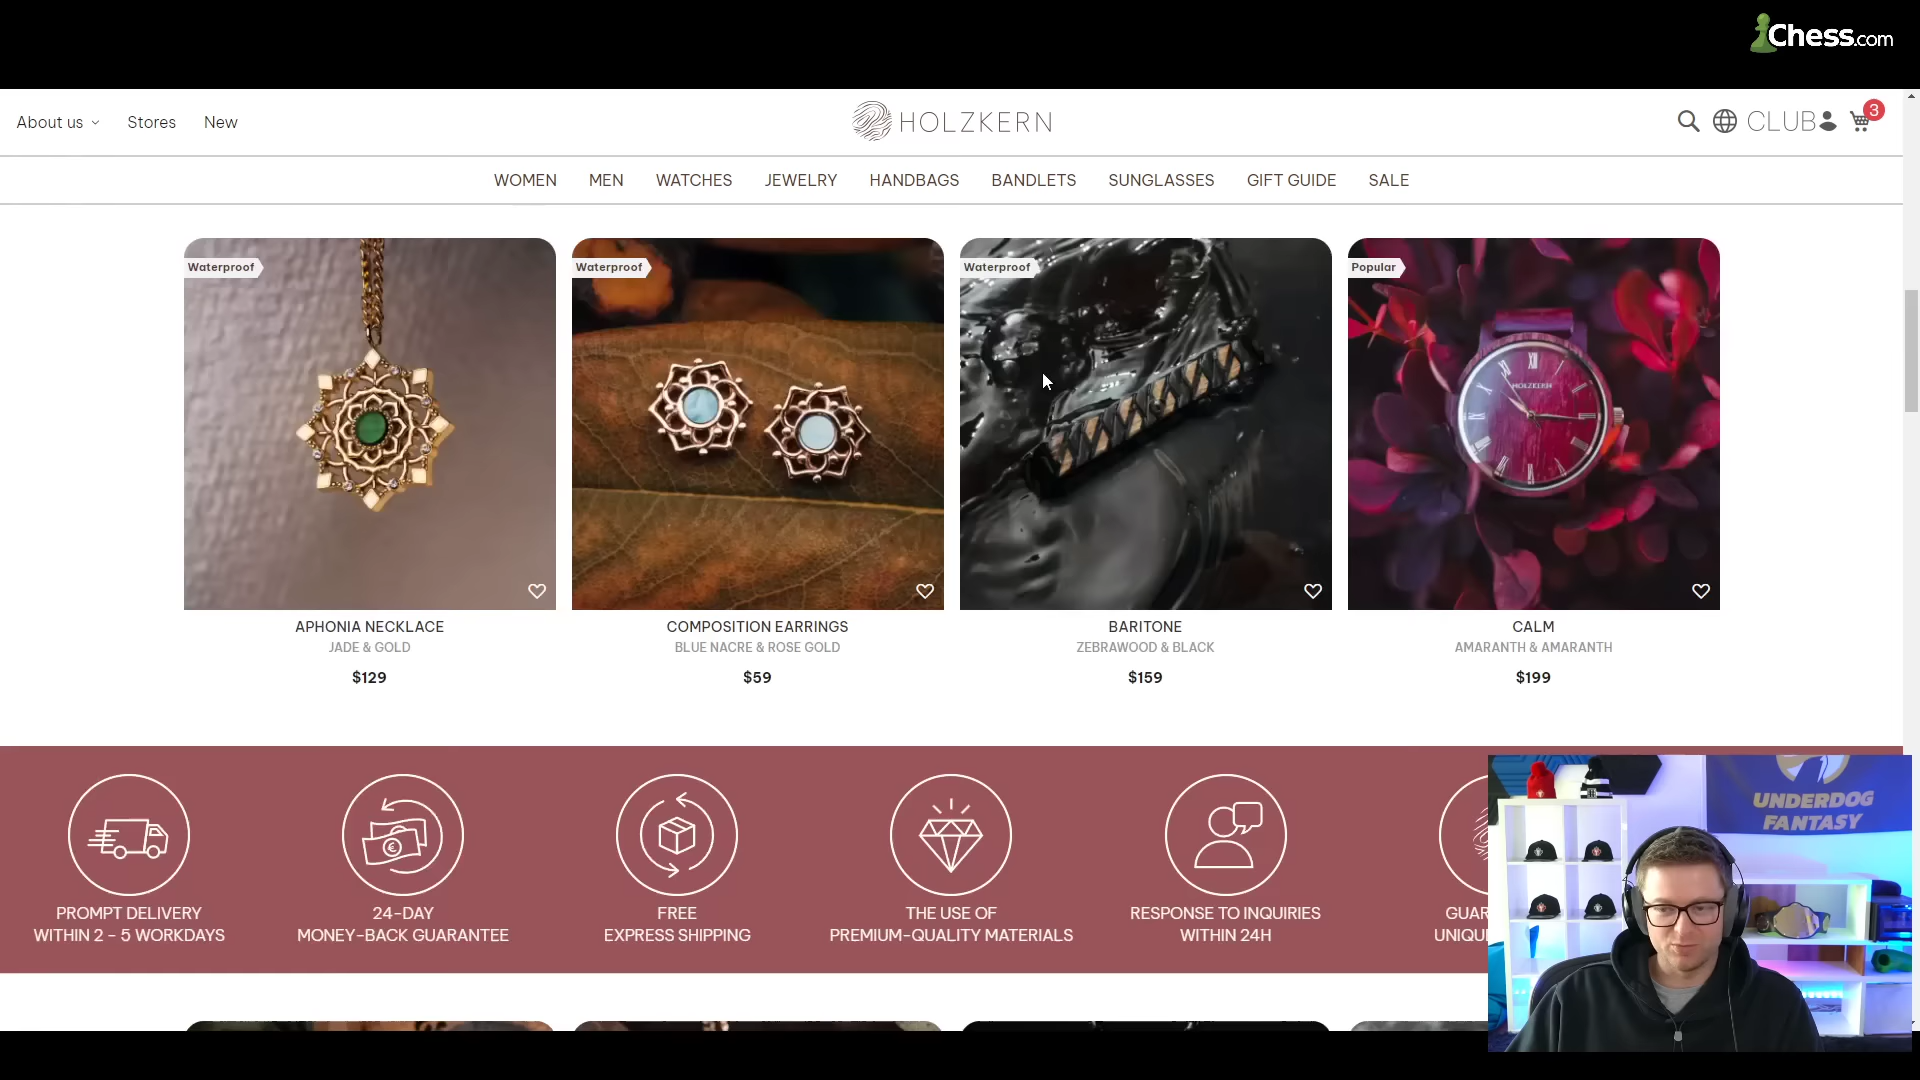 Chess.com
About us
Stores
New
HOLZKERN
CLUB
3
WOMEN
MEN
WATCHES
JEWELRY
HANDBAGS
BANDLETS
SUNGLASSES
GIFT GUIDE
SALE
Waterproof
Waterproof
Waterproof
Popular
XII
HOLZKERN
APHONIA NECKLACE
JADE & GOLD
$129
COMPOSITION EARRINGS
BLUE NACRE & ROSE GOLD
$59
BARITONE
ZEBRAWOOD & BLACK
$159
CALM
AMARANTH & AMARANTH
$199
€
PROMPT DELIVERY
WITHIN 2 - 5 WORKDAYS
24-DAY
MONEY-BACK GUARANTEE
FREE
EXPRESS SHIPPING
THE USE OF
PREMIUM-QUALITY MATERIALS
RESPONSE TO INQUIRIES
WITHIN 24H
GUAR
UNIQU
UNDERDOG
FANTASY